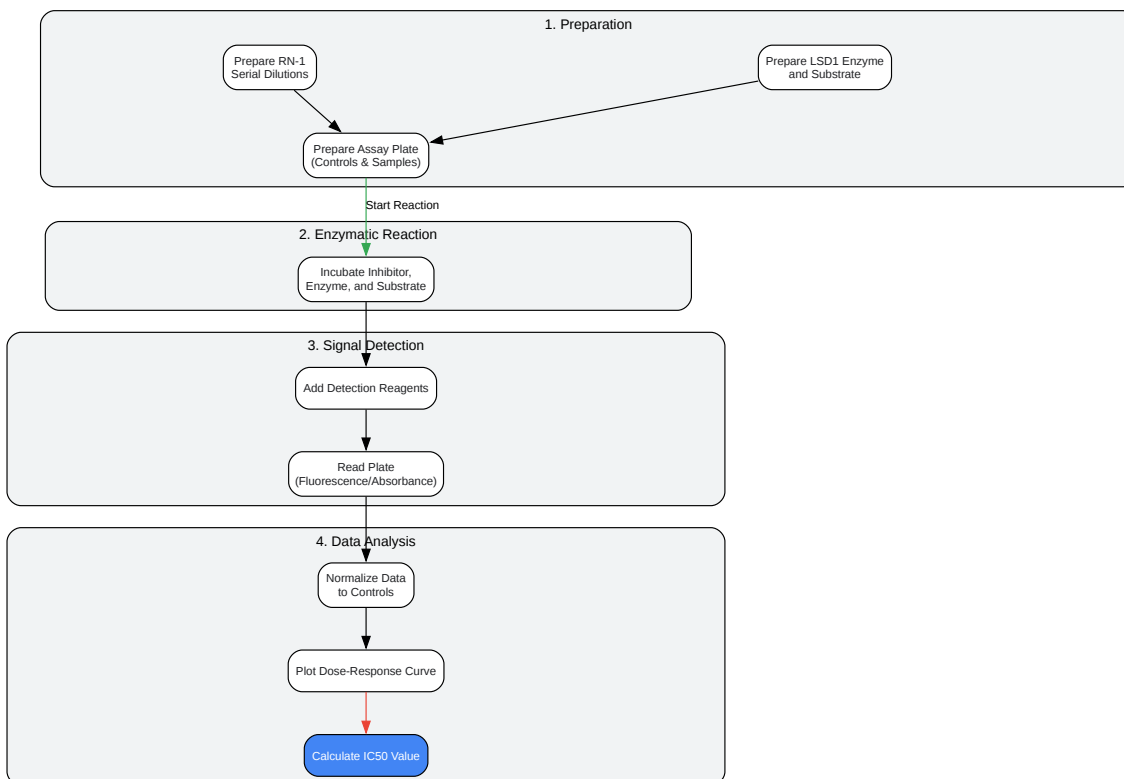 1. Preparation
Prepare RN-1
Serial Dilutions
Prepare LSD1 Enzyme
and Substrate
Prepare Assay Plate
(Controls & Samples)
Start Reaction
2. Enzymatic Reaction
Incubate Inhibitor,
Enzyme, and Substrate
3. Signal Detection
Add Detection Reagents
Read Plate
(Fluorescence/Absorbance)
4. Data Analysis
Normalize Data
to Controls
Plot Dose-Response Curve
Calculate IC50 Value